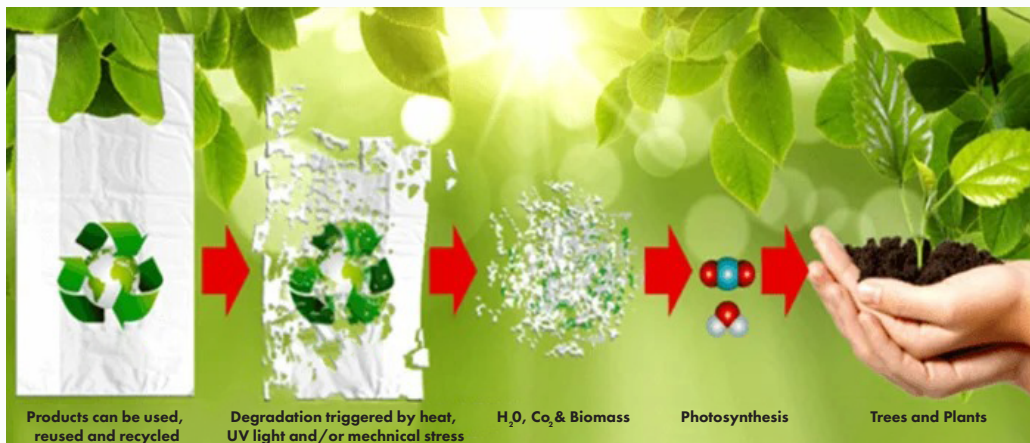 Products can be used,
reused and recycled
Degradation triggered by heat,
UV light and/or mechnical stress
H₂0, Co₂ & Biomass
Photosynthesis
Trees and Plants